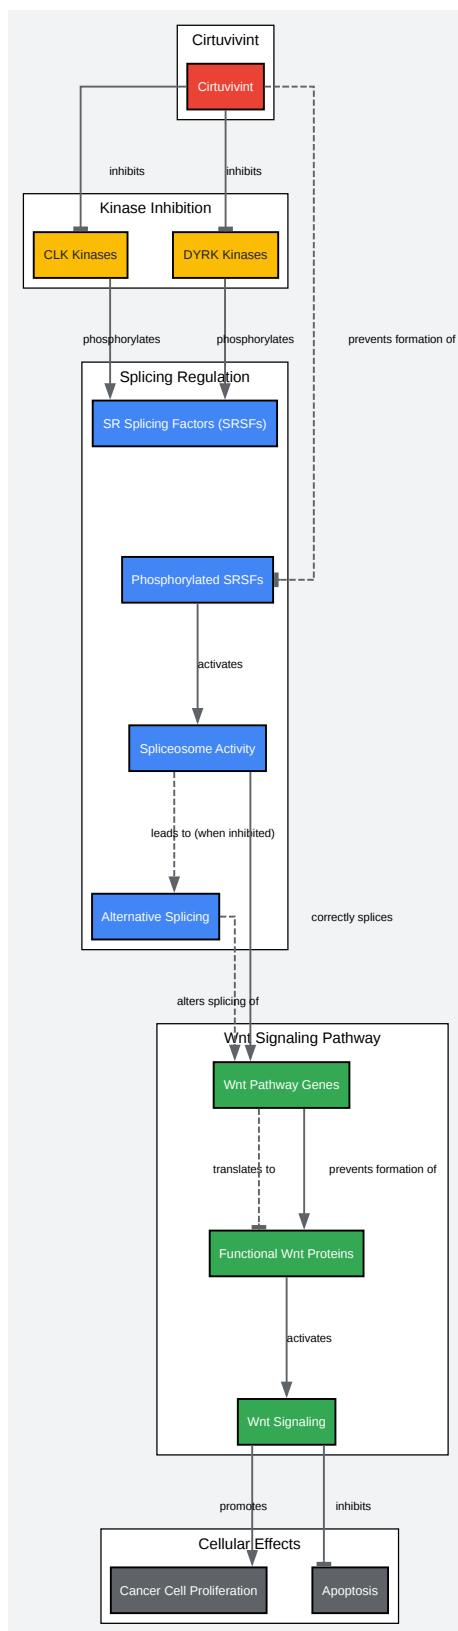 Cirtuvivint
Cirtuvivint
inhibits
inhibits
Kinase Inhibition
CLK Kinases
DYRK Kinases
phosphorylates
phosphorylates
prevents formation of
Splicing Regulation
SR Splicing Factors (SRSFs)
Phosphorylated SRSFs
activates
Spliceosome Activity
leads to (when inhibited)
Alternative Splicing
correctly splices
alters splicing of
Wnt Signaling Pathway
Wnt Pathway Genes
translates to
prevents formation of
Functional Wnt Proteins
activates
Wnt Signaling
promotes
inhibits
Cellular Effects
Cancer Cell Proliferation
Apoptosis